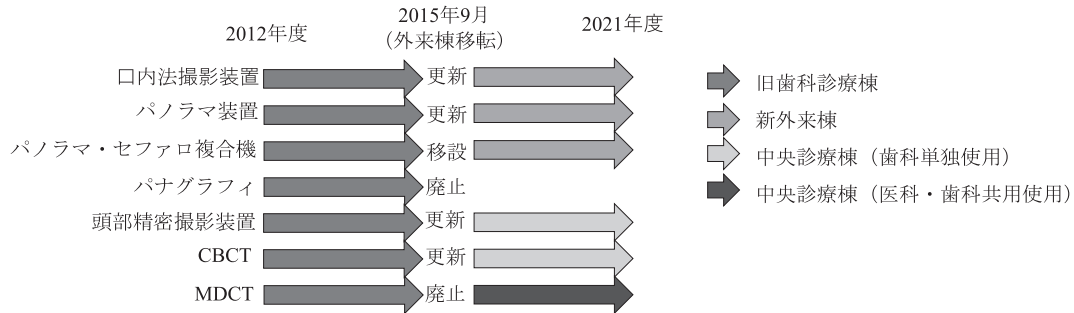 2012年度
2015年9月
（外来棟移転）
2021年度
口内法撮影装置 更新
パノラマ装置 更新
パノラマ・セファロ複合機 移設
パナグラフィ 廃止
頭部精密撮影装置 更新
CBCT 更新
MDCT 廃止
旧歯科診療棟
新外来棟
中央診療棟（歯科単独使用）
中央診療棟（医科・歯科共用使用）